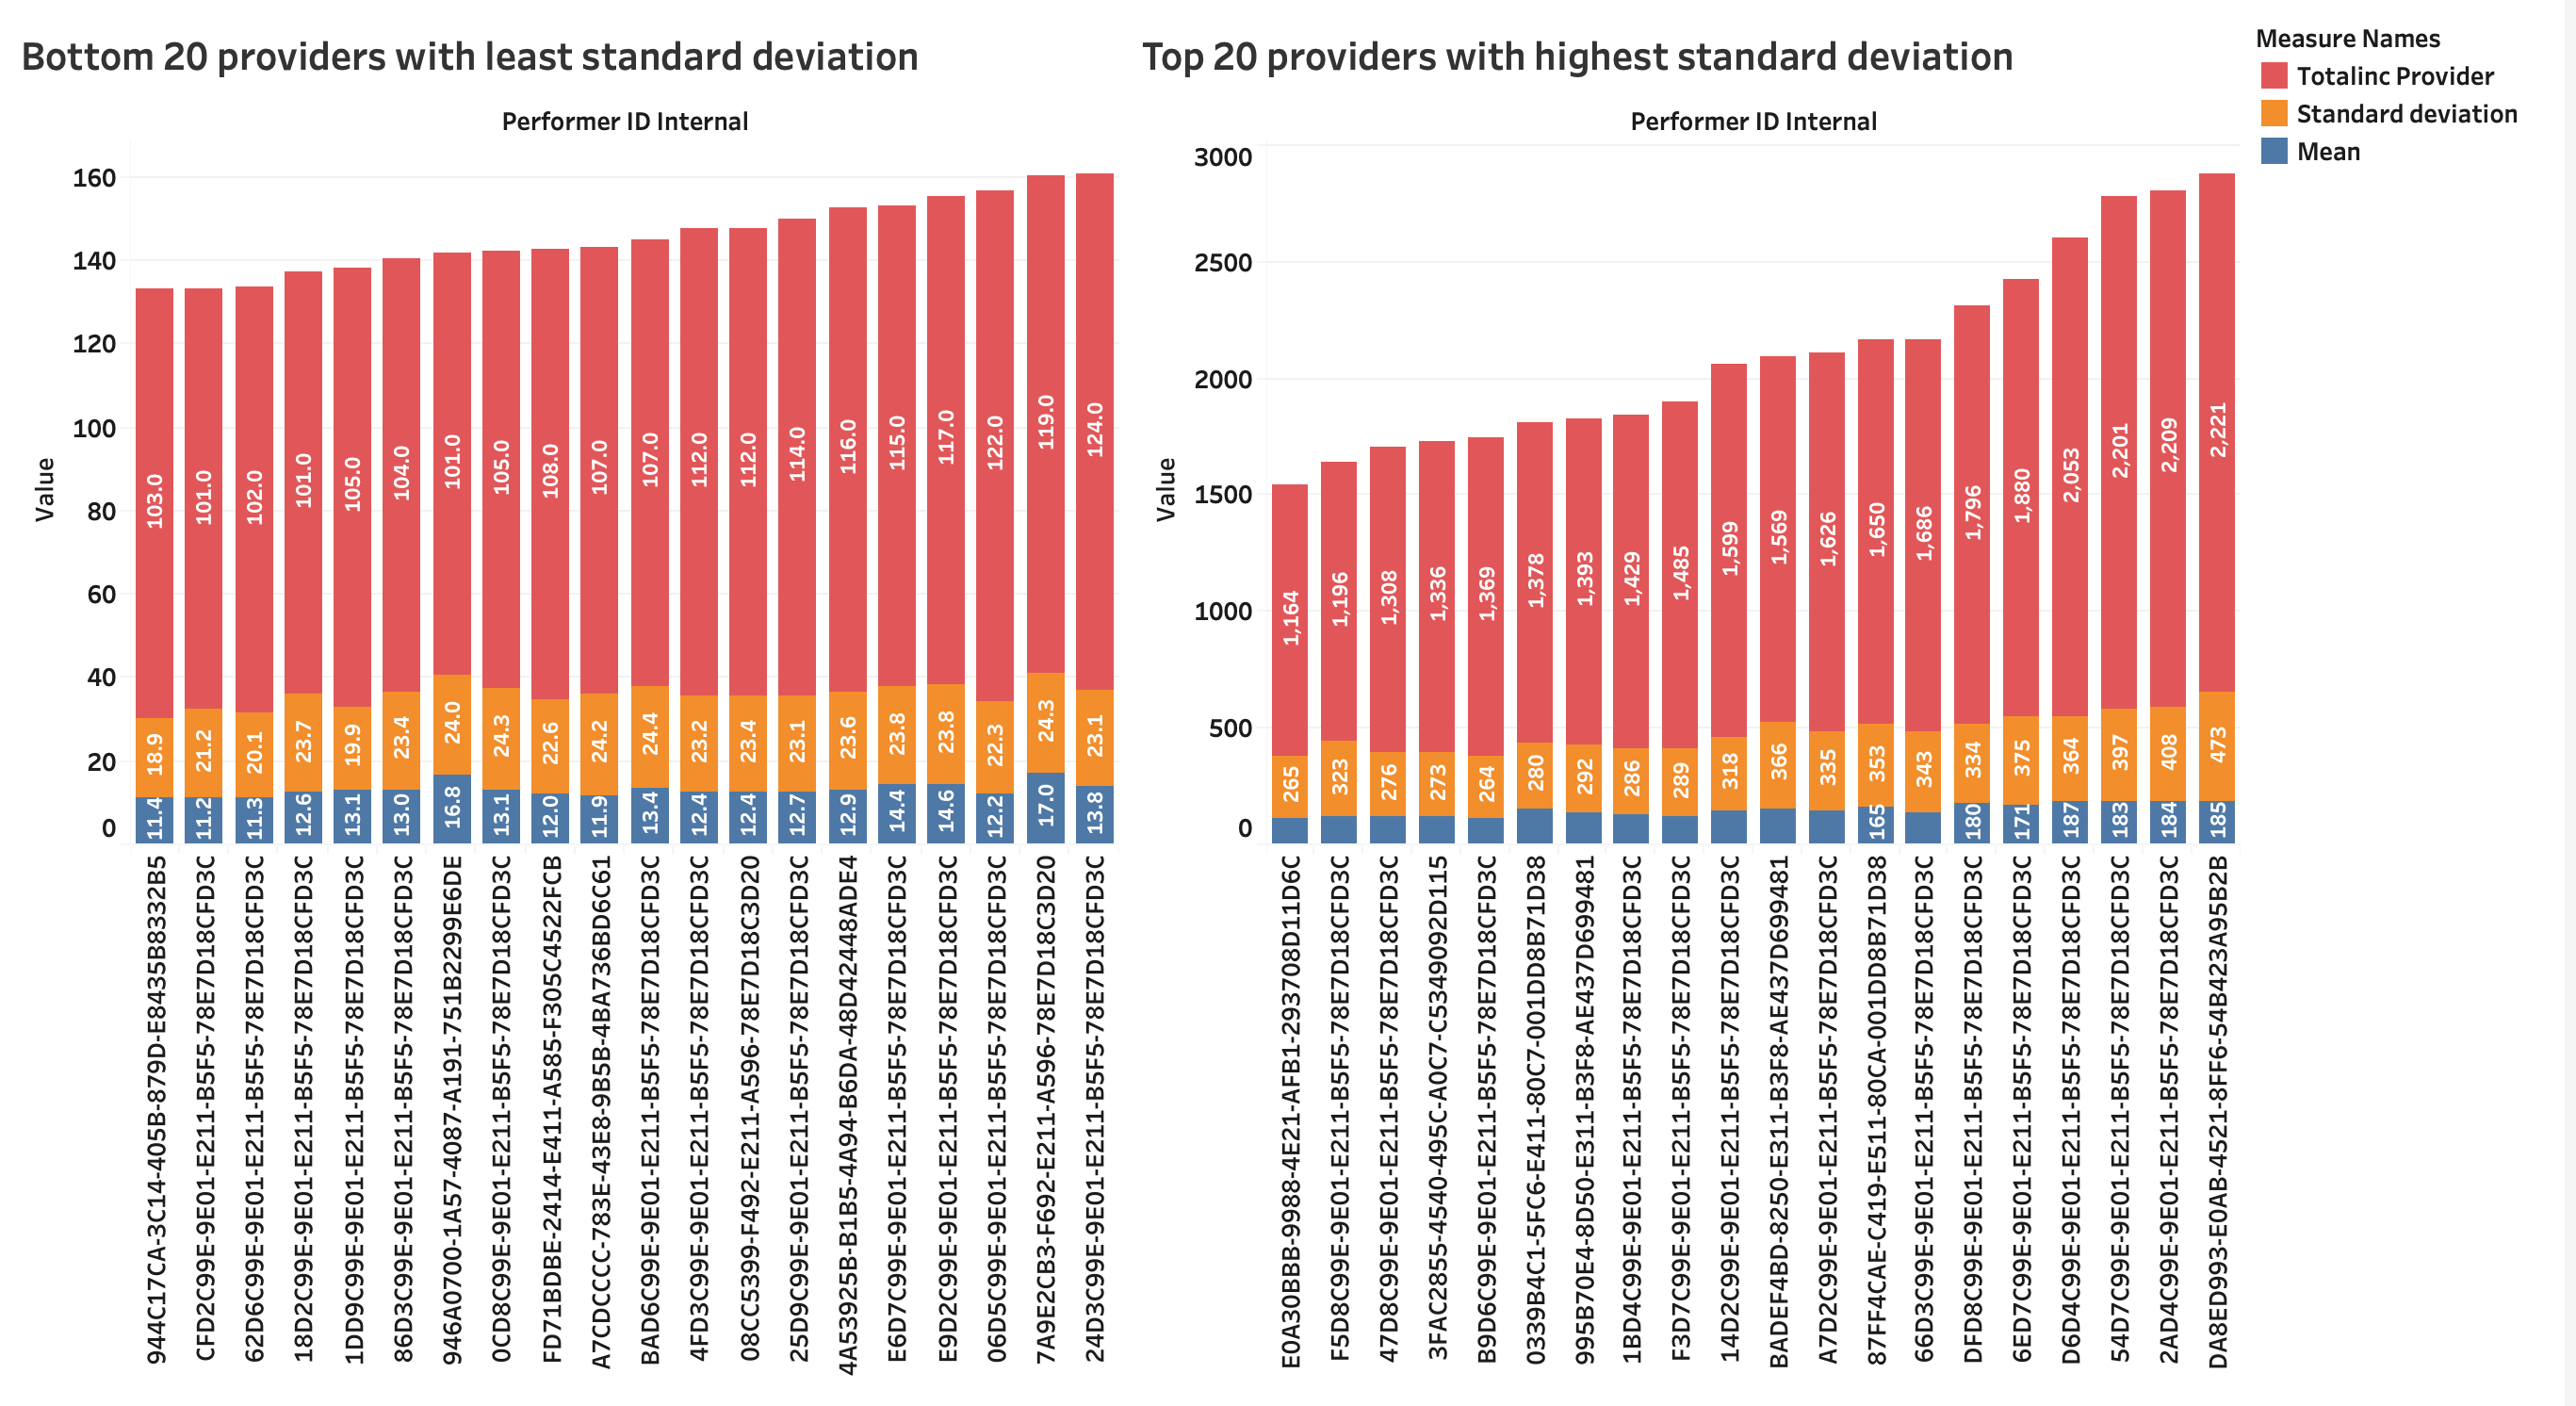 Bottom 20 providers with least standard deviation
Performer ID Internal
Value
160
140
120
100
80
60
40
20
0
103.0
101.0
102.0
101.0
105.0
104.0
101.0
105.0
108.0
107.0
107.0
112.0
112.0
114.0
116.0
115.0
117.0
122.0
119.0
124.0
18.9
21.2
20.1
23.7
19.9
23.4
24.0
24.3
22.6
24.2
24.4
23.2
23.4
23.1
23.6
23.8
23.8
22.3
24.3
23.1
11.4
11.2
11.3
12.6
13.1
13.0
16.8
13.1
12.0
11.9
13.4
12.4
12.4
12.7
12.9
14.4
14.6
12.2
17.0
13.8
944C17CA-3C14-405B-879D-E8435B8332B5
CFD2C99E-9E01-E211-B5F5-78E7D18CFD3C
62D6C99E-9E01-E211-B5F5-78E7D18CFD3C
18D2C99E-9E01-E211-B5F5-78E7D18CFD3C
1DD9C99E-9E01-E211-B5F5-78E7D18CFD3C
86D3C99E-9E01-E211-B5F5-78E7D18CFD3C
946A0700-1A57-4087-A191-751B2299E6DE
0CD8C99E-9E01-E211-B5F5-78E7D18CFD3C
FD71BDBE-2414-E411-A585-F305C4522FCB
A7CDCCCC-783E-43E8-9B5B-4BA736BD6C61
BAD6C99E-9E01-E211-B5F5-78E7D18CFD3C
4FD3C99E-9E01-E211-B5F5-78E7D18CFD3C
08CC5399-F492-E211-A596-78E7D18C3D20
25D9C99E-9E01-E211-B5F5-78E7D18CFD3C
4A53925B-B1B5-4A94-B6DA-48D42448ADE4
E6D7C99E-9E01-E211-B5F5-78E7D18CFD3C
E9D2C99E-9E01-E211-B5F5-78E7D18CFD3C
06D5C99E-9E01-E211-B5F5-78E7D18CFD3C
7A9E2CB3-F692-E211-A596-78E7D18C3D20
24D3C99E-9E01-E211-B5F5-78E7D18CFD3C
Top 20 providers with highest standard deviation
Performer ID Internal
Value
3000
2500
2000
1500
1000
500
0
1,164
1,196
1,308
1,336
1,369
1,378
1,393
1,429
1,485
1,599
1,569
1,626
1,650
1,686
1,796
1,880
2,053
2,201
2,209
2,221
265
323
276
273
264
280
292
286
289
318
366
335
353
343
334
375
364
397
408
473
165
180
171
187
183
184
185
E0A30BBB-9988-4E21-AFB1-293708D11D6C
F5D8C99E-9E01-E211-B5F5-78E7D18CFD3C
47D8C99E-9E01-E211-B5F5-78E7D18CFD3C
3FAC2855-4540-495C-A0C7-C5349092D115
B9D6C99E-9E01-E211-B5F5-78E7D18CFD3C
0339B4C1-5FC6-E411-80C7-001DD8B71D38
995B70E4-8D50-E311-B3F8-AE437D699481
1BD4C99E-9E01-E211-B5F5-78E7D18CFD3C
F3D7C99E-9E01-E211-B5F5-78E7D18CFD3C
14D2C99E-9E01-E211-B5F5-78E7D18CFD3C
BADEF4BD-8250-E311-B3F8-AE437D699481
A7D2C99E-9E01-E211-B5F5-78E7D18CFD3C
87FF4CAE-C419-E511-80CA-001DD8B71D38
66D3C99E-9E01-E211-B5F5-78E7D18CFD3C
DFD8C99E-9E01-E211-B5F5-78E7D18CFD3C
6ED7C99E-9E01-E211-B5F5-78E7D18CFD3C
D6D4C99E-9E01-E211-B5F5-78E7D18CFD3C
54D7C99E-9E01-E211-B5F5-78E7D18CFD3C
2AD4C99E-9E01-E211-B5F5-78E7D18CFD3C
DA8ED993-E0AB-4521-8FF6-54B423A95B2B
Measure Names
Totalinc Provider
Standard deviation
Mean